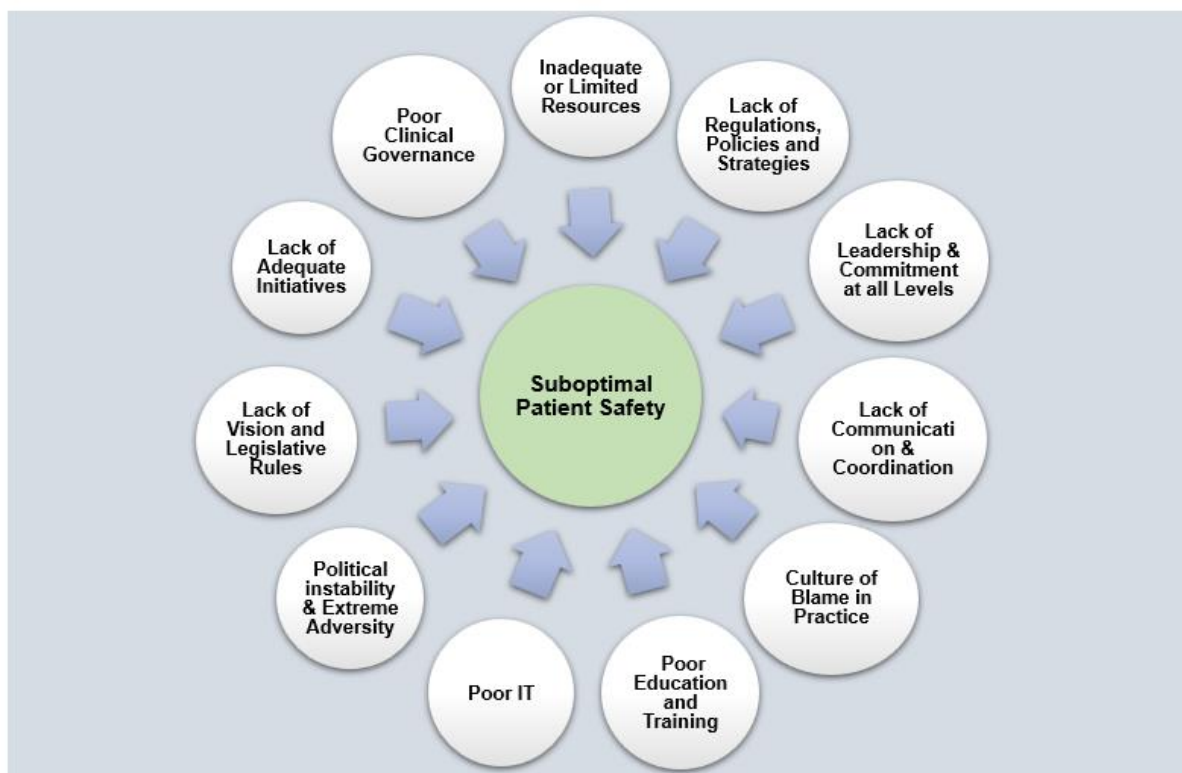 Inadequate
or Limited
Resources
Lack of
Regulations,
Policies and
Strategies
Lack of
Leadership &
Commitment
at all Levels
Lack of
Communicati
on &
Coordination
Culture of
Blame in
Practice
Poor
Education
and
Training
Poor IT
Political
instability
& Extreme
Adversity
Lack of
Vision and
Legislative
Rules
Lack of
Adequate
Initiatives
Poor
Clinical
Governance
Suboptimal
Patient Safety